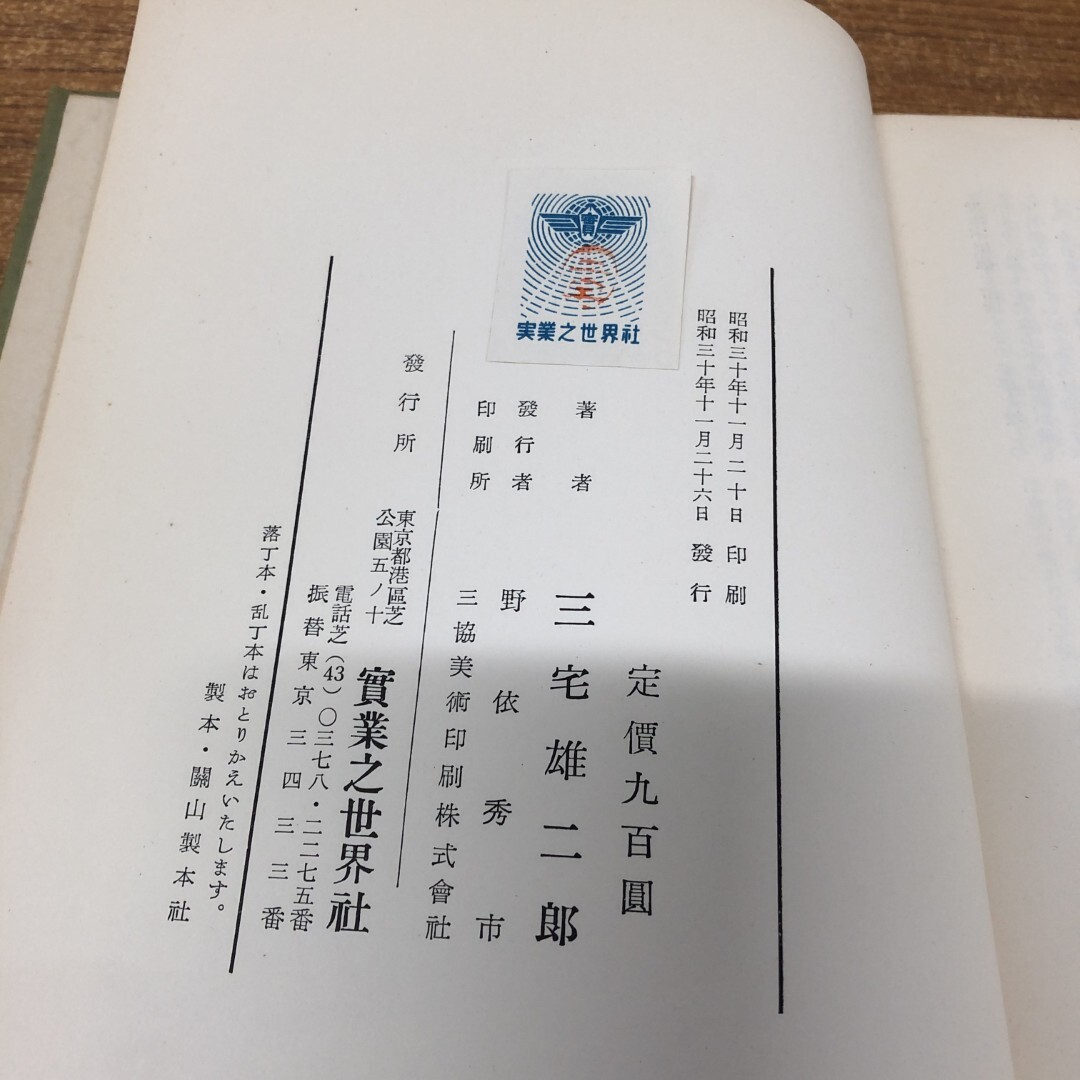 昭和三十年十一月二十日 印刷
昭和三十年十一月二十六日 發行
定價九百圓
著者 三宅雄二郎
發行者 野依秀市
印刷所 三協美術印刷株式會社
發行所 東京都港區芝
公園五ノ十
實業之世界社
電話芝(43)〇三七八・二二七五番
振替東京三四三三番
落丁本・乱丁本はおとりかえいたします。
製本・關山製本社
實
実業之世界社